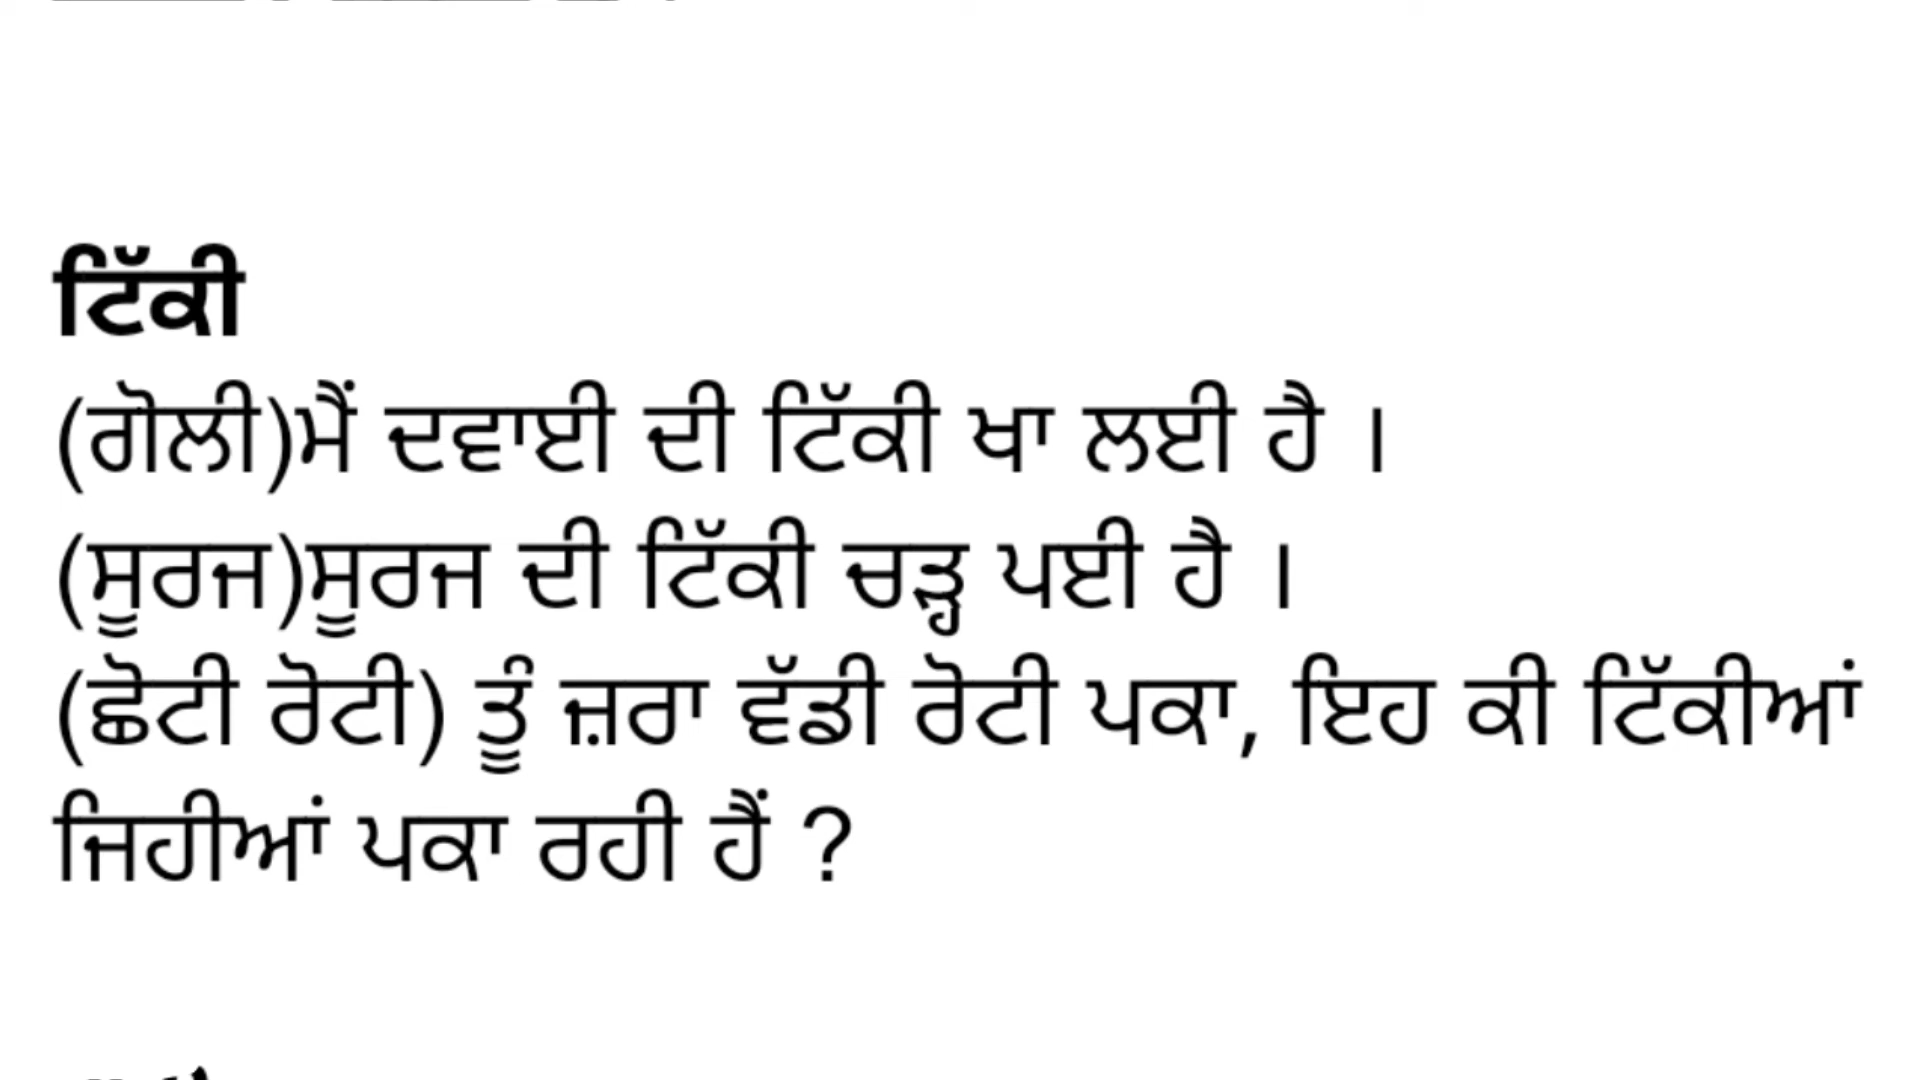 ਟਿੱਕੀ
(ਗੋਲੀ)ਮੈਂ ਦਵਾਈ ਦੀ ਟਿੱਕੀ ਖਾ ਲਈ ਹੈ ।
(ਸੂਰਜ)ਸੂਰਜ ਦੀ ਟਿੱਕੀ ਚੜ੍ਹ ਪਈ ਹੈ ।
(ਛੋਟੀ ਰੋਟੀ) ਤੂੰ ਜ਼ਰਾ ਵੱਡੀ ਰੋਟੀ ਪਕਾ, ਇਹ ਕੀ ਟਿੱਕੀਆਂ
ਜਿਹੀਆਂ ਪਕਾ ਰਹੀ ਹੈਂ ?